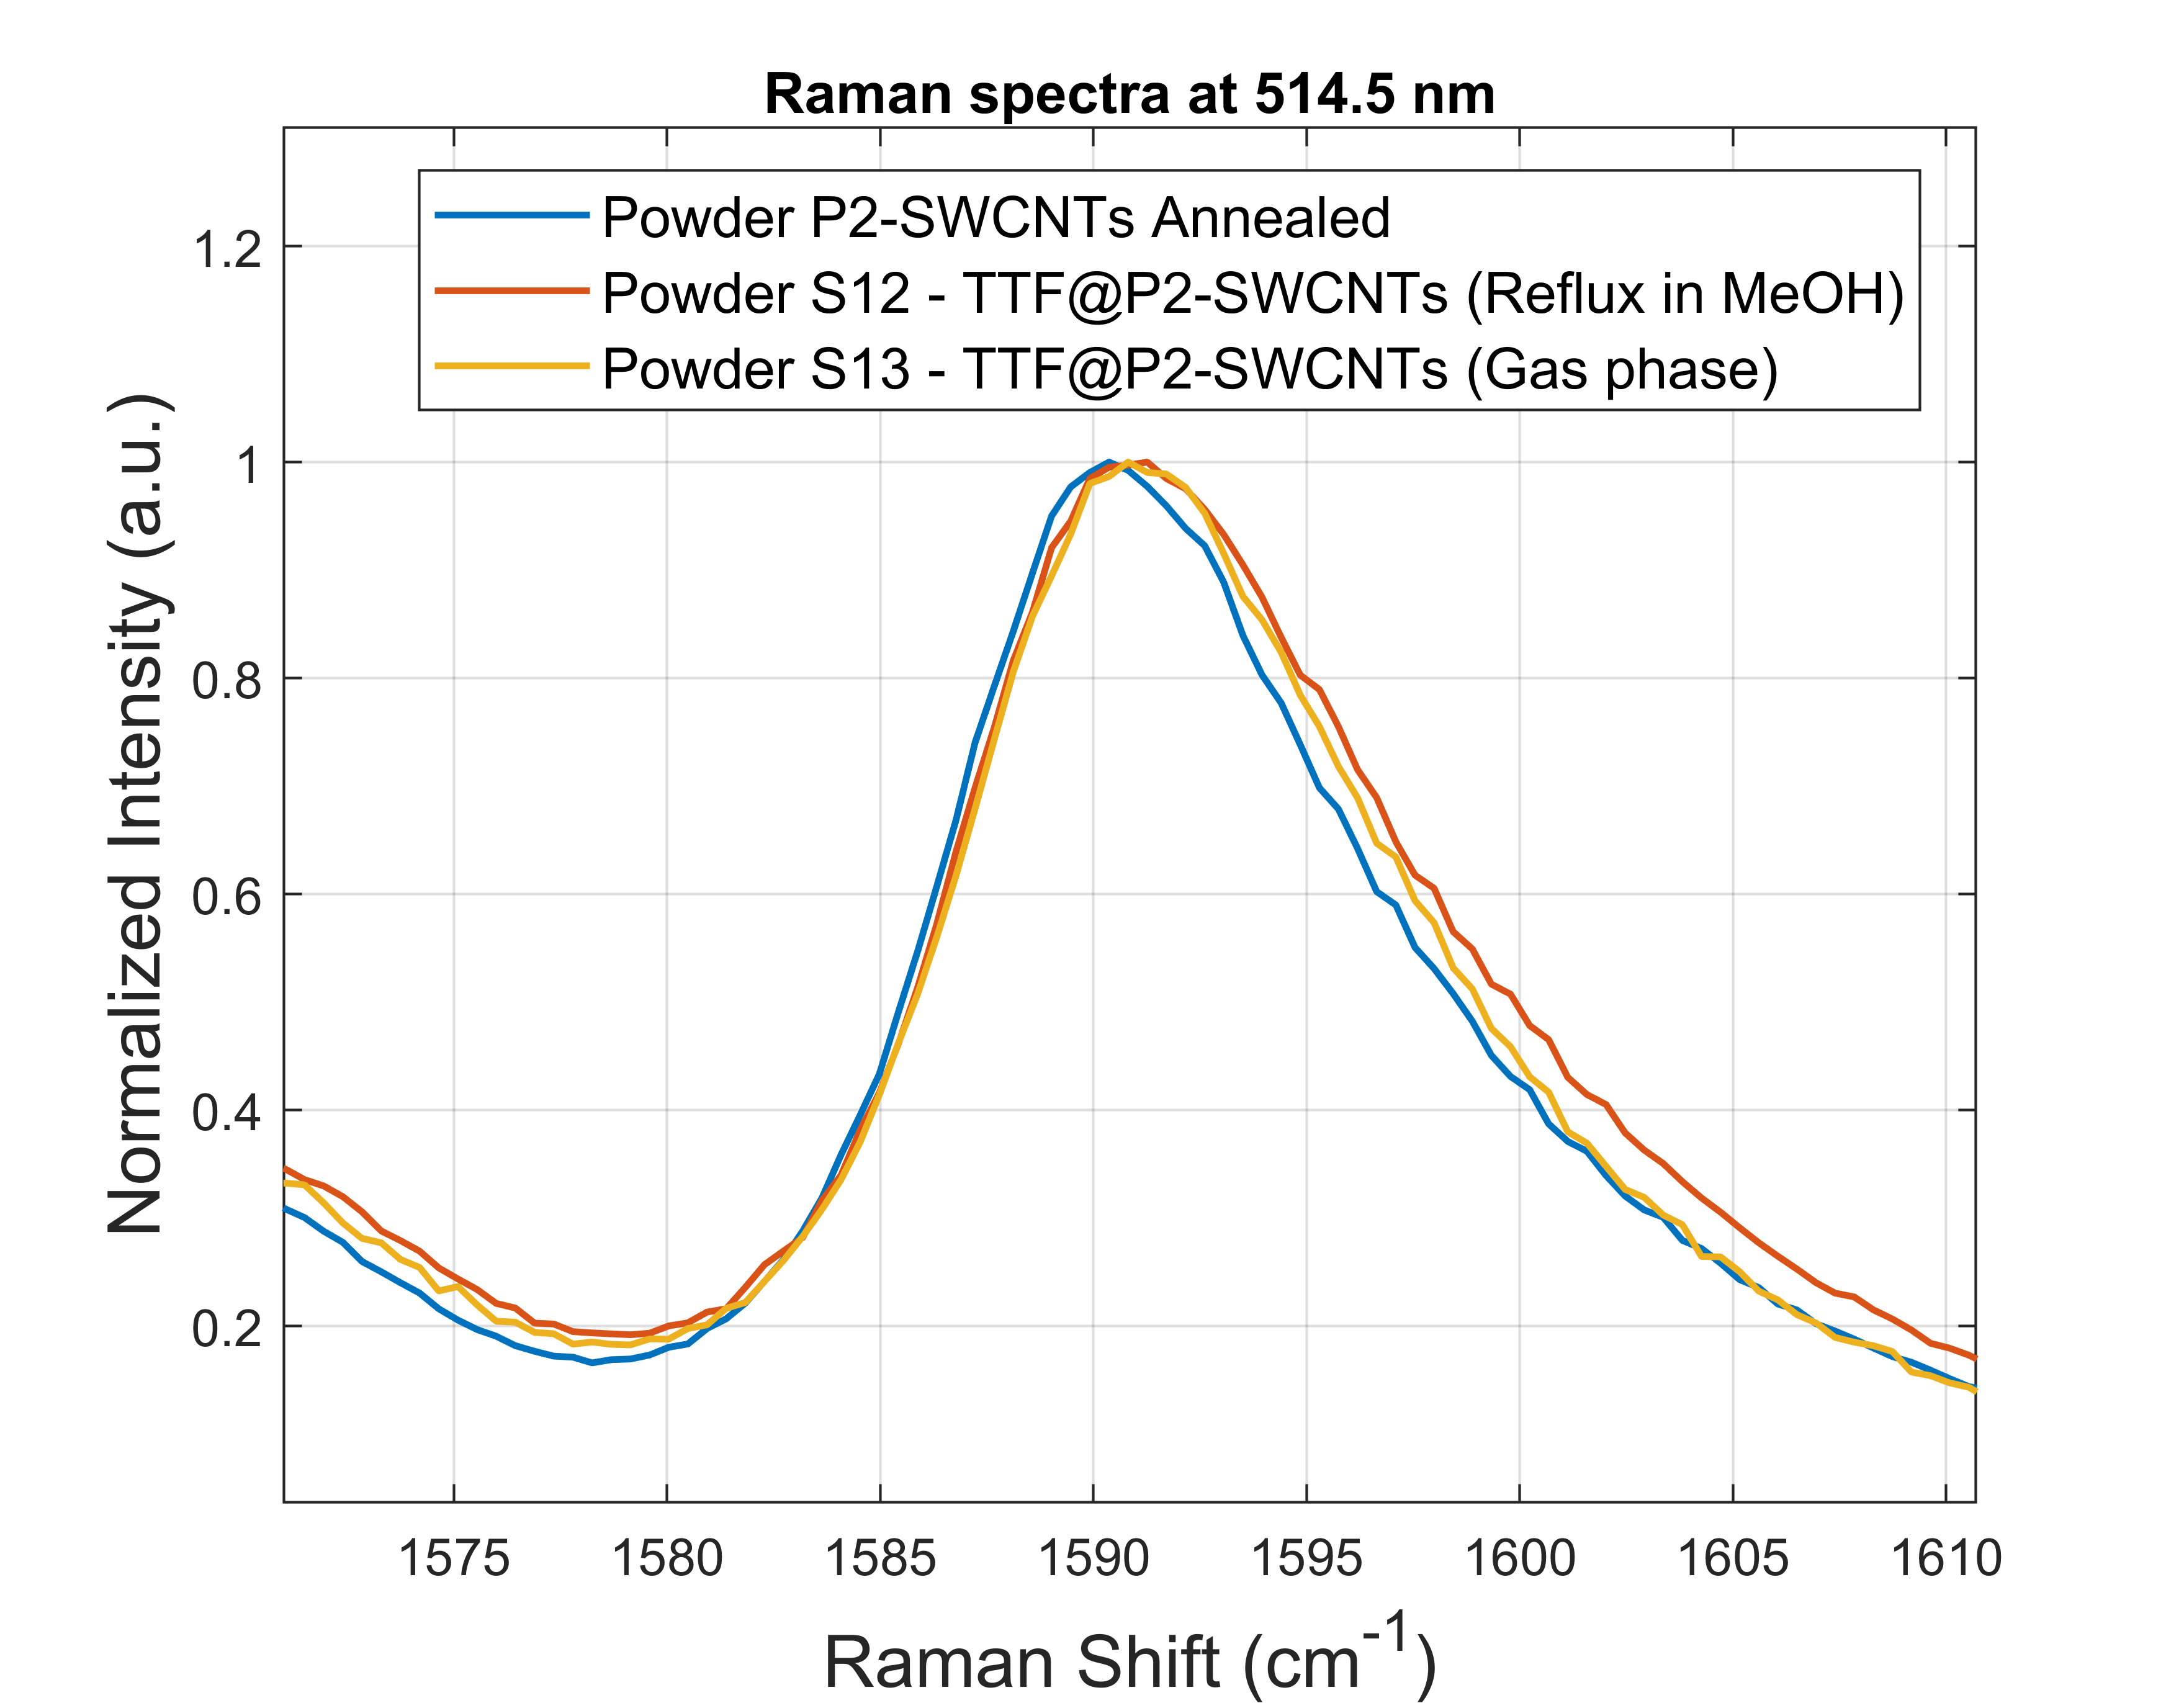 Raman spectra at 514.5 nm
Powder P2-SWCNTs Annealed
Powder S12 - TTF@P2-SWCNTs (Reflux in MeOH)
Powder S13 - TTF@P2-SWCNTs (Gas phase)
Normalized Intensity (a.u.)
1.2
1
0.8
0.6
0.4
0.2
1575 1580 1585 1590 1595 1600 1605 1610
Raman Shift (cm-1)